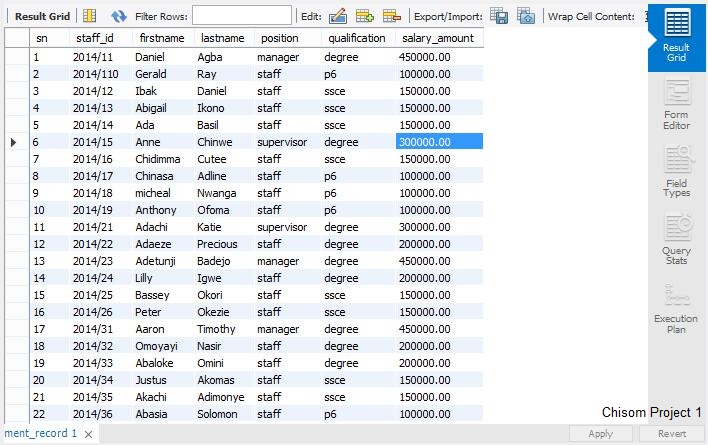 Result Grid Filter Rows: Edit: Export/Import: Wrap Cell Content:
sn staff_id firstname lastname position qualification salary_amount
1 2014/11 Daniel Agba manager degree 450000.00
2 2014/110 Gerald Ray staff p6 100000.00
3 2014/12 Ibak Daniel staff ssce 150000.00
4 2014/13 Abigail Ikono staff ssce 150000.00
5 2014/14 Ada Basil staff ssce 150000.00
6 2014/15 Anne Chinwe supervisor degree 300000.00
7 2014/16 Chidimma Cutee staff ssce 150000.00
8 2014/17 Chinasa Adline staff p6 100000.00
9 2014/18 micheal Nwanga staff p6 100000.00
10 2014/19 Anthony Ofoma staff p6 100000.00
11 2014/21 Adachi Katie supervisor degree 300000.00
12 2014/22 Adaeze Precious staff degree 200000.00
13 2014/23 Adetunji Badejo manager degree 450000.00
14 2014/24 Lilly Igwe staff degree 200000.00
15 2014/25 Bassey Okori staff ssce 150000.00
16 2014/26 Peter Okezie staff ssce 150000.00
17 2014/31 Aaron Timothy manager degree 450000.00
18 2014/32 Omoyayi Nasir staff degree 200000.00
19 2014/33 Abaloke Omini staff degree 200000.00
20 2014/34 Justus Akomas staff ssce 150000.00
21 2014/35 Akachi Adimonye staff ssce 150000.00
22 2014/36 Abasia Solomon staff p6 100000.00
Result
Grid
Form
Editor
Field
Types
Query
Stats
Execution
Plan
Chisom Project 1
ment_record 1
Apply Revert